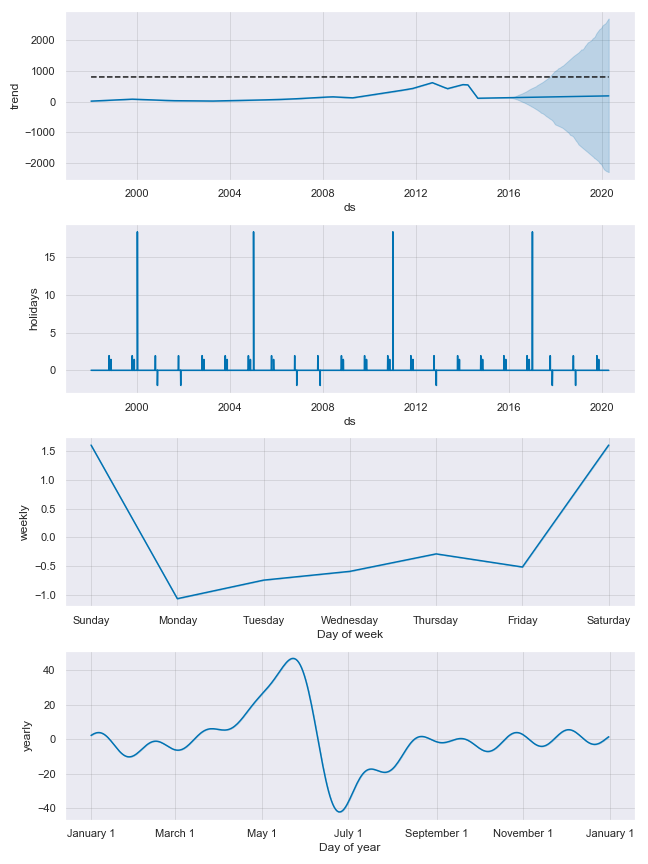 2000
1000
0
−1000
−2000
trend
2000 2004 2008 2012 2016 2020
ds
15
10
5
0
holidays
2000 2004 2008 2012 2016 2020
ds
1.5
1.0
0.5
0.0
−0.5
−1.0
weekly
Sunday Monday Tuesday Wednesday Thursday Friday Saturday
Day of week
40
20
0
−20
−40
yearly
January 1 March 1 May 1 July 1 September 1 November 1 January 1
Day of year